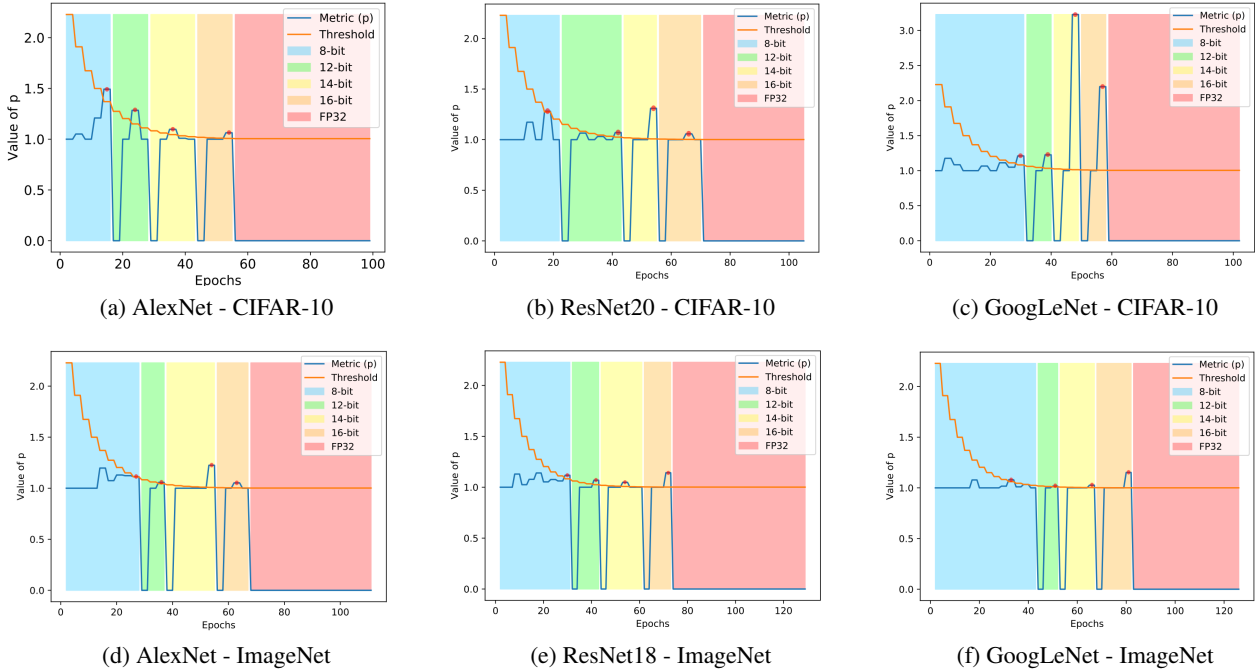 Value of p
2.0
1.5
1.0
0.5
0.0
Metric (p)
Threshold
8-bit
12-bit
14-bit
16-bit
FP32
0 20 40 60 80 100
Epochs
(a) AlexNet - CIFAR-10
Value of p
2.0
1.5
1.0
0.5
0.0
Metric (p)
Threshold
8-bit
12-bit
14-bit
16-bit
FP32
0 20 40 60 80 100
Epochs
(b) ResNet20 - CIFAR-10
Value of p
3.0
2.5
2.0
1.5
1.0
0.5
0.0
Metric (p)
Threshold
8-bit
12-bit
14-bit
16-bit
FP32
0 20 40 60 80 100
Epochs
(c) GoogLeNet - CIFAR-10
Value of p
2.0
1.5
1.0
0.5
0.0
Metric (p)
Threshold
8-bit
12-bit
14-bit
16-bit
FP32
0 20 40 60 80 100
Epochs
(d) AlexNet - ImageNet
Value of p
2.0
1.5
1.0
0.5
0.0
Metric (p)
Threshold
8-bit
12-bit
14-bit
16-bit
FP32
0 20 40 60 80 100 120
Epochs
(e) ResNet18 - ImageNet
Value of p
2.0
1.5
1.0
0.5
0.0
Metric (p)
Threshold
8-bit
12-bit
14-bit
16-bit
FP32
0 20 40 60 80 100 120
Epochs
(f) GoogLeNet - ImageNet